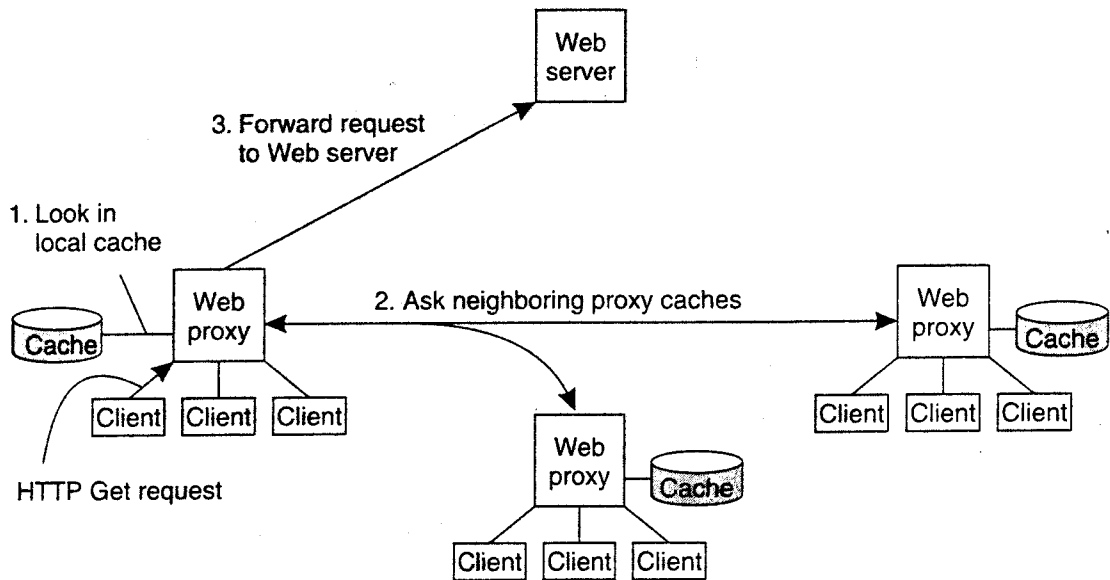 Web
server
3. Forward request
to Web server
1. Look in
local cache
Web
proxy
Cache
2. Ask neighboring proxy caches
Web
proxy
Cache
Client
Client
Client
Client
Client
Client
HTTP Get request
Web
proxy
Cache
Client
Client
Client